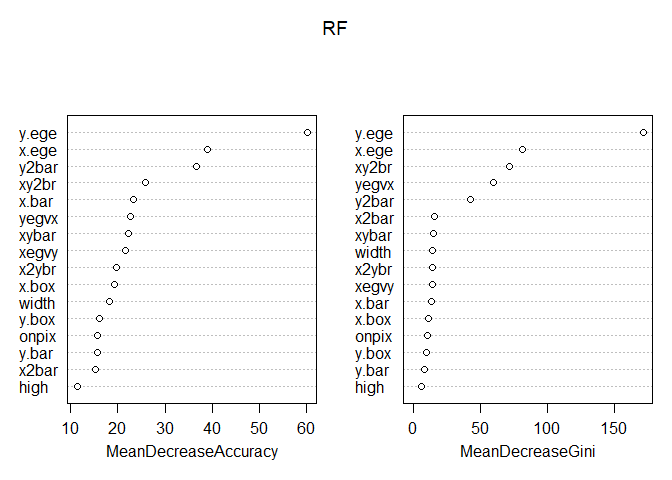 RF
y.ege
x.ege
y2bar
xy2br
x.bar
yegvx
xybar
xegvy
x2ybr
x.box
width
y.box
onpix
y.bar
x2bar
high
10 20 30 40 50 60
MeanDecreaseAccuracy
y.ege
x.ege
xy2br
yegvx
y2bar
x2bar
xybar
width
x2ybr
xegvy
x.bar
x.box
onpix
y.box
y.bar
high
0 50 100 150
MeanDecreaseGini